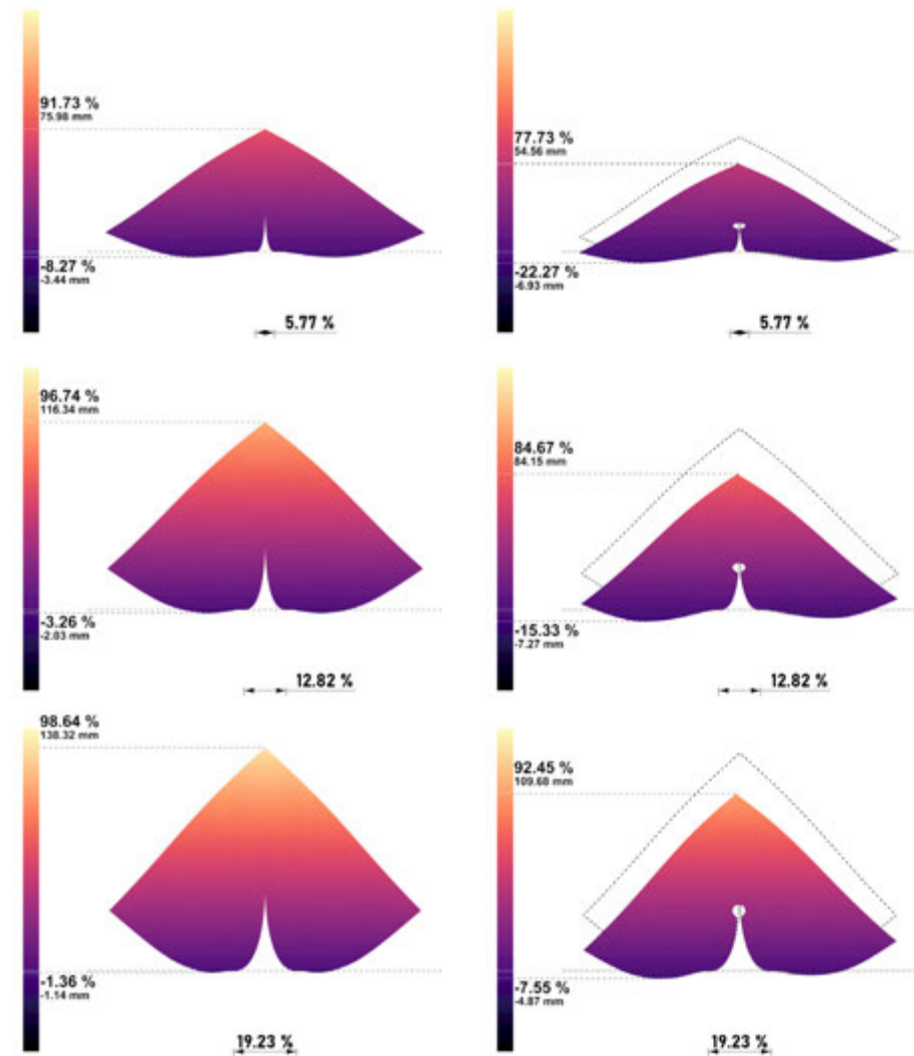 91.73 %
75.98 mm
-8.27 %
-3.44 mm
5.77 %
77.73 %
54.56 mm
-22.27 %
-6.93 mm
5.77 %
96.74 %
116.34 mm
-3.26 %
-2.03 mm
12.82 %
84.67 %
84.15 mm
-15.33 %
-7.27 mm
12.82 %
98.64 %
138.32 mm
-1.36 %
-1.14 mm
19.23 %
92.45 %
109.68 mm
-7.55 %
-4.87 mm
19.23 %